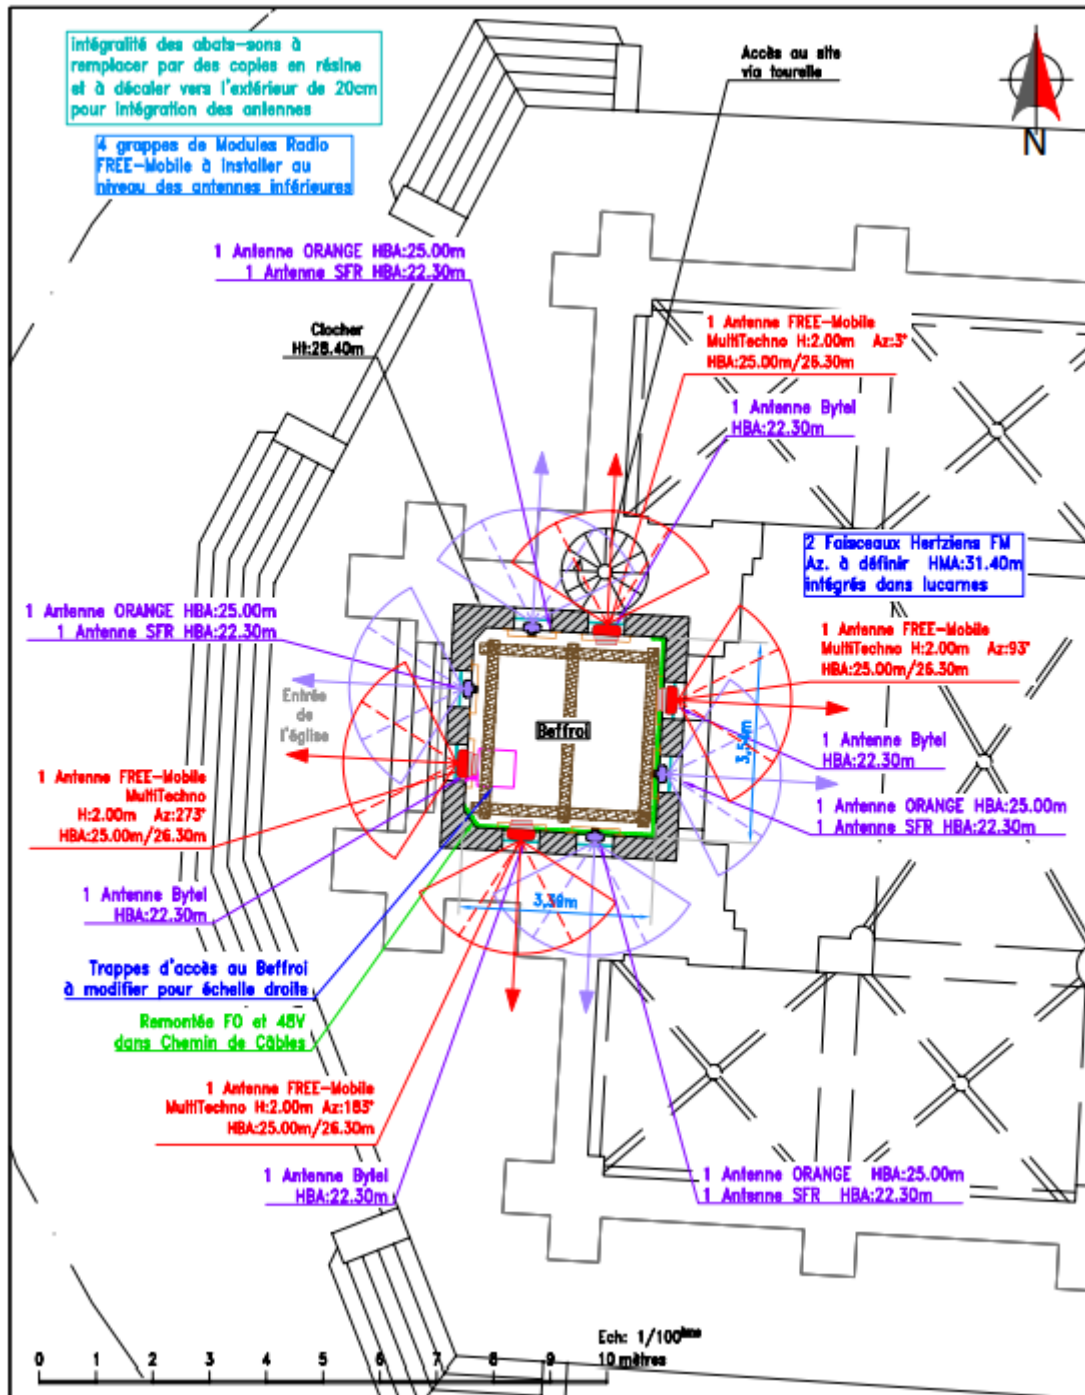 intégralité des abats-sons à
remplacer par des copies en résine
et à décaler vers l'extérieur de 20cm
pour intégration des antennes
4 grappes de Modules Radio
FREE-Mobile à installer au
niveau des antennes inférieures
Accès au site
via tourelle
N
1 Antenne ORANGE HBA:25.00m
1 Antenne SFR HBA:22.30m
Clocher
Ht:28.40m
1 Antenne FREE-Mobile
MultiTechno H:2.00m Az:3°
HBA:25.00m/26.30m
1 Antenne Bytel
HBA:22.30m
2 Faisceaux Hertziens FM
Az. à définir HMA:31.40m
intégrés dans lucarnes
1 Antenne ORANGE HBA:25.00m
1 Antenne SFR HBA:22.30m
1 Antenne FREE-Mobile
MultiTechno H:2.00m Az:93°
HBA:25.00m/26.30m
Entrée
de
l'église
Beffroi
3,54m
1 Antenne Bytel
HBA:22.30m
1 Antenne FREE-Mobile
MultiTechno
H:2.00m Az:273°
HBA:25.00m/26.30m
1 Antenne ORANGE HBA:25.00m
1 Antenne SFR HBA:22.30m
1 Antenne Bytel
HBA:22.30m
3,39m
Trappes d'accès au Beffroi
à modifier pour échelle droite
Remontée FO et 48V
dans Chemin de Câbles
1 Antenne FREE-Mobile
MultiTechno H:2.00m Az:183°
HBA:25.00m/26.30m
1 Antenne Bytel
HBA:22.30m
1 Antenne ORANGE HBA:25.00m
1 Antenne SFR HBA:22.30m
Ech: 1/100ème
0 1 2 3 4 5 6 7 8 9 10 mètres